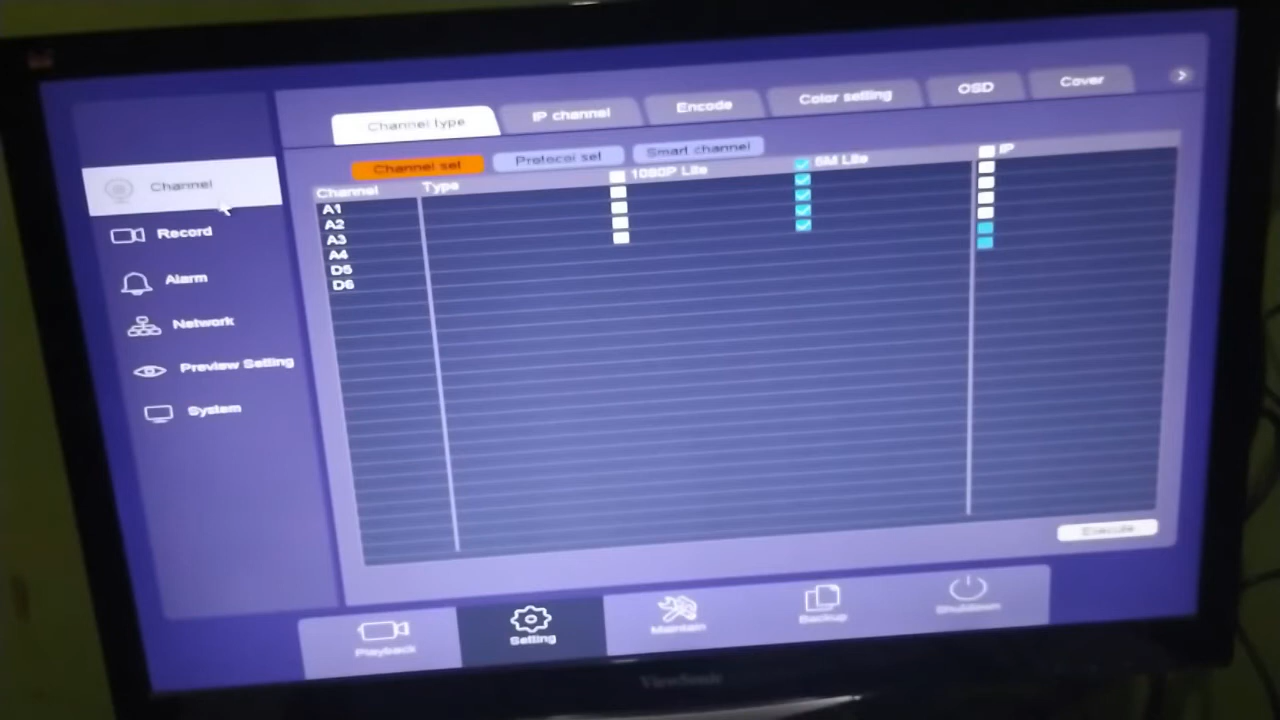 Channel type
IP channel
Encode
Color setting
OSD
Cover
>
Channel set
Protocol set
Smart channel
Channel
Type
1080P Lite
5M Lite
IP
A1
A2
A3
A4
D5
D6
Channel
Record
Alarm
Network
Preview Setting
System
Execute
Playback
Setting
Maintain
Backup
Shutdown
ViewSonic